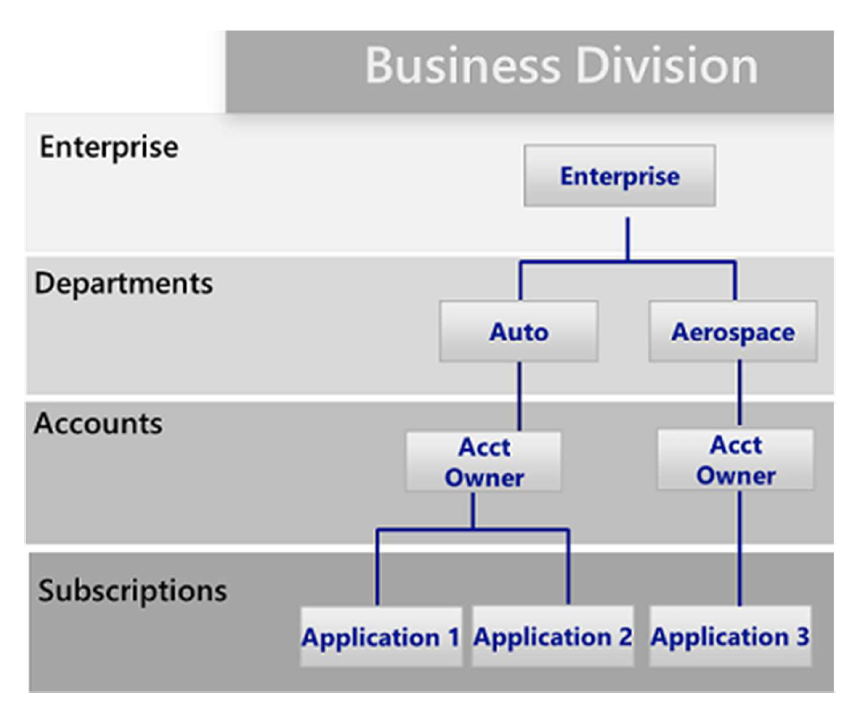 Business Division
Enterprise
Enterprise
Departments
Auto
Aerospace
Accounts
Acct
Owner
Acct
Owner
Subscriptions
Application 1
Application 2
Application 3